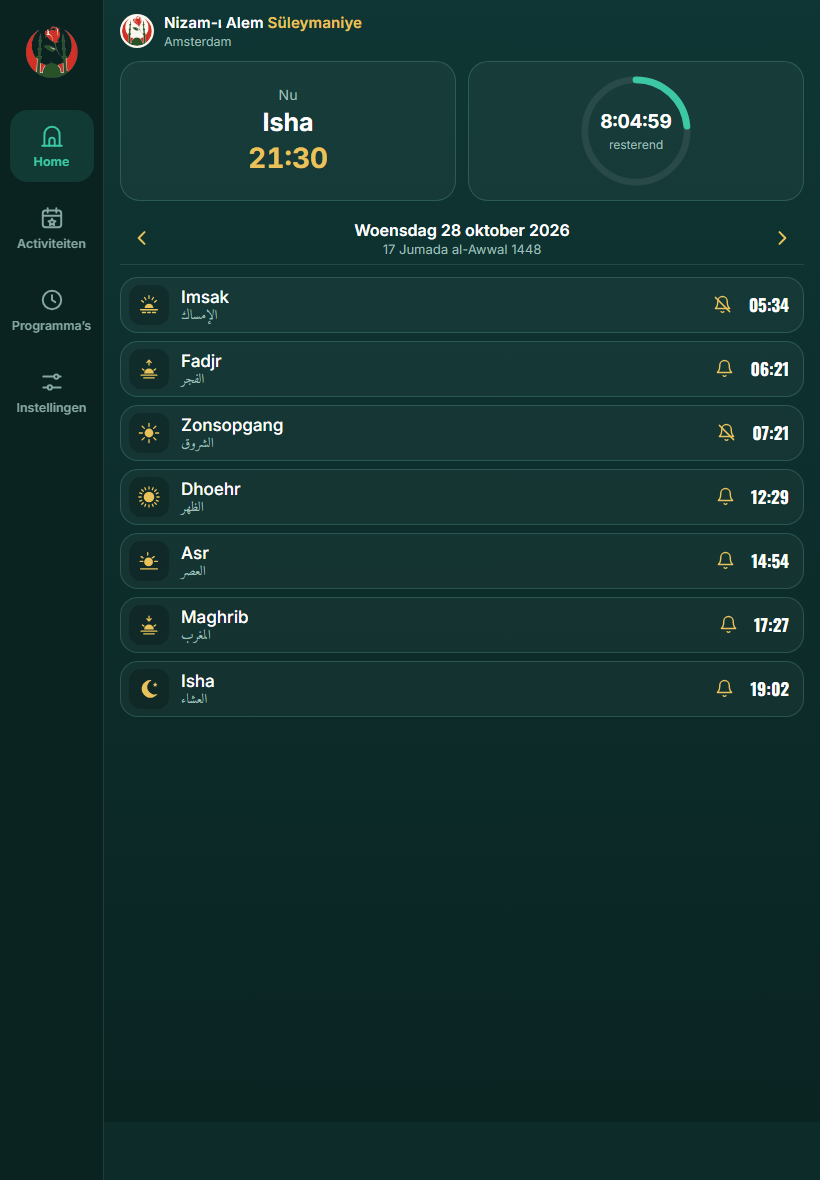 Nizam-ı Alem Süleymaniye
Amsterdam
Nu
Isha
21:30
8:04:59
resterend
Home
Activiteiten
Programma's
Instellingen
Woensdag 28 oktober 2026
17 Jumada al-Awwal 1448
Imsak
الإمساك
05:34
Fadjr
الفجر
06:21
Zonsopgang
الشروق
07:21
Dhoehr
الظهر
12:29
Asr
العصر
14:54
Maghrib
المغرب
17:27
Isha
العشاء
19:02